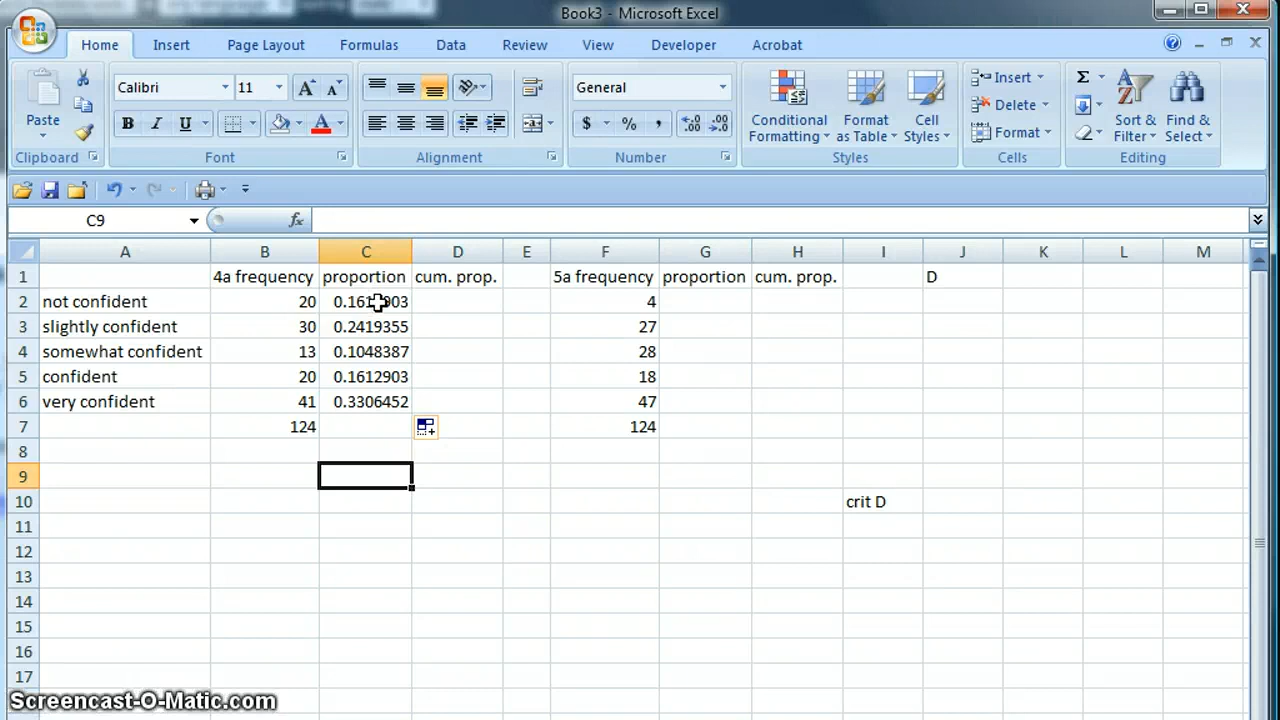 Book3 - Microsoft Excel
Home Insert Page Layout Formulas Data Review View Developer Acrobat
Paste
Clipboard
Calibri 11
B I U
Font
Alignment
General
$ % ,
Number
Conditional Formatting
Format as Table
Cell Styles
Styles
Insert
Delete
Format
Cells
Σ
Sort & Filter
Find & Select
Editing
C9 fx
A B C D E F G H I J K L M
1 4a frequency proportion cum. prop. 5a frequency proportion cum. prop. D
2 not confident 20 4
3 slightly confident 30 0.2419355 27
4 somewhat confident 13 0.1048387 28
5 confident 20 0.1612903 18
6 very confident 41 0.3306452 47
7 124 124
8
9
10 crit D
11
12
13
14
15
16
17
Screencast-O-Matic.com